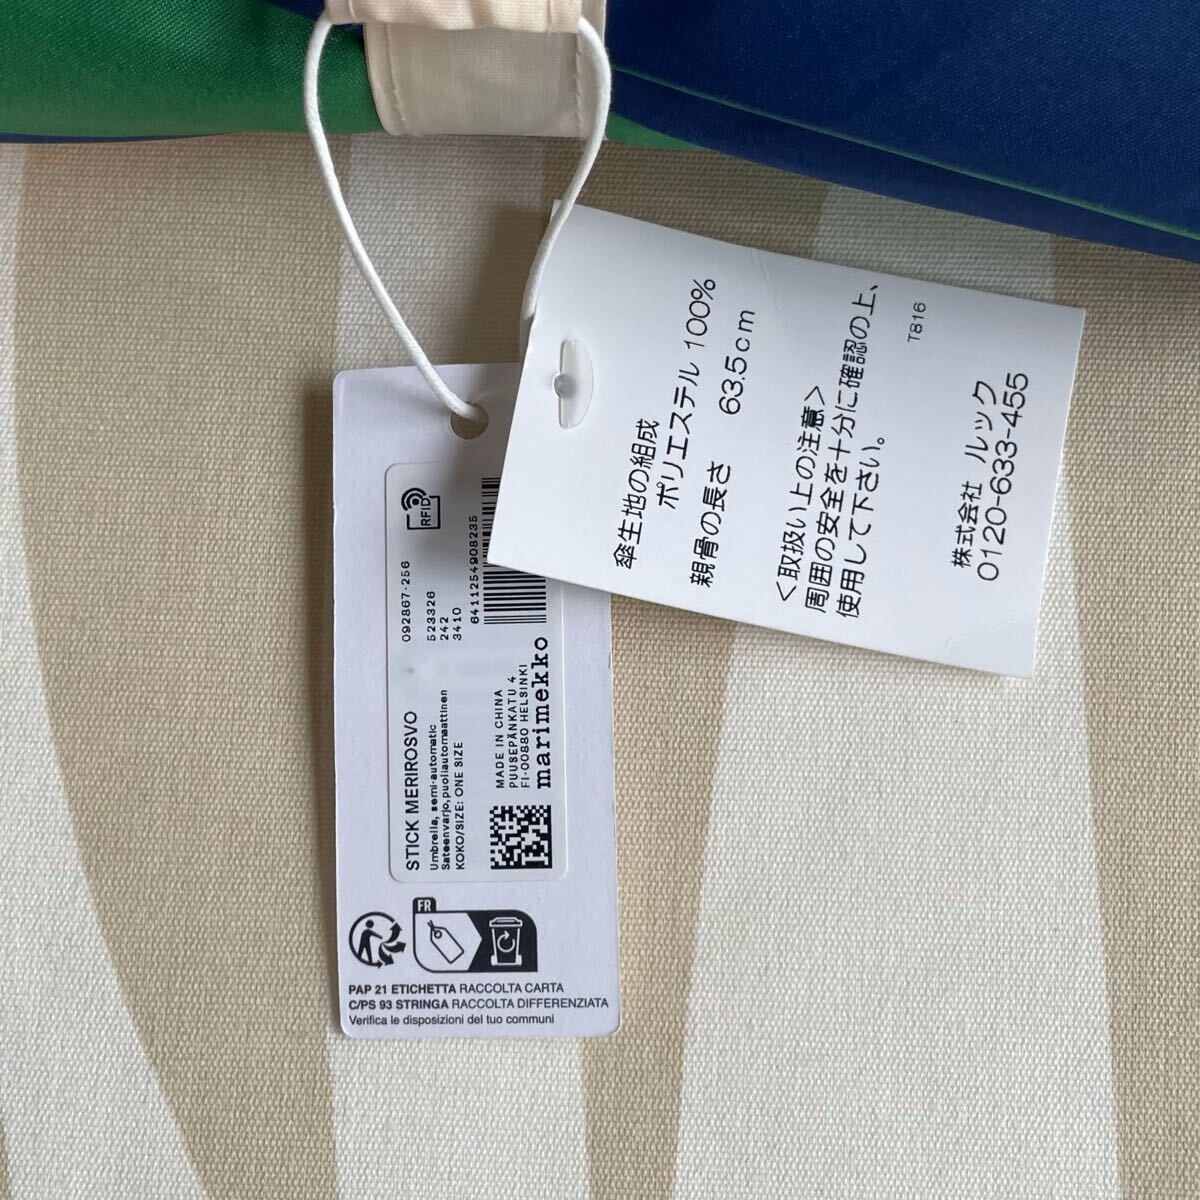 傘生地の組成
ポリエステル 100%
親骨の長さ 63.5cm
<取扱い上の注意>
周囲の安全を十分に確認の上、
使用して下さい。
T816
株式会社 ルック
0120-633-455
RFID
092867-256
523326
242
3410
6411254908235
STICK MERIROSVO
Umbrella, semi-automatic
Sateenvarjo, puoliautomaattinen
KOKO/SIZE: ONE SIZE
MADE IN CHINA
PUUSEPÄNKATU 4
FI-00880 HELSINKI
marimekko
FR
PAP 21 ETICHETTA RACCOLTA CARTA
C/PS 93 STRINGA RACCOLTA DIFFERENZIATA
Verifica le disposizioni del tuo communi